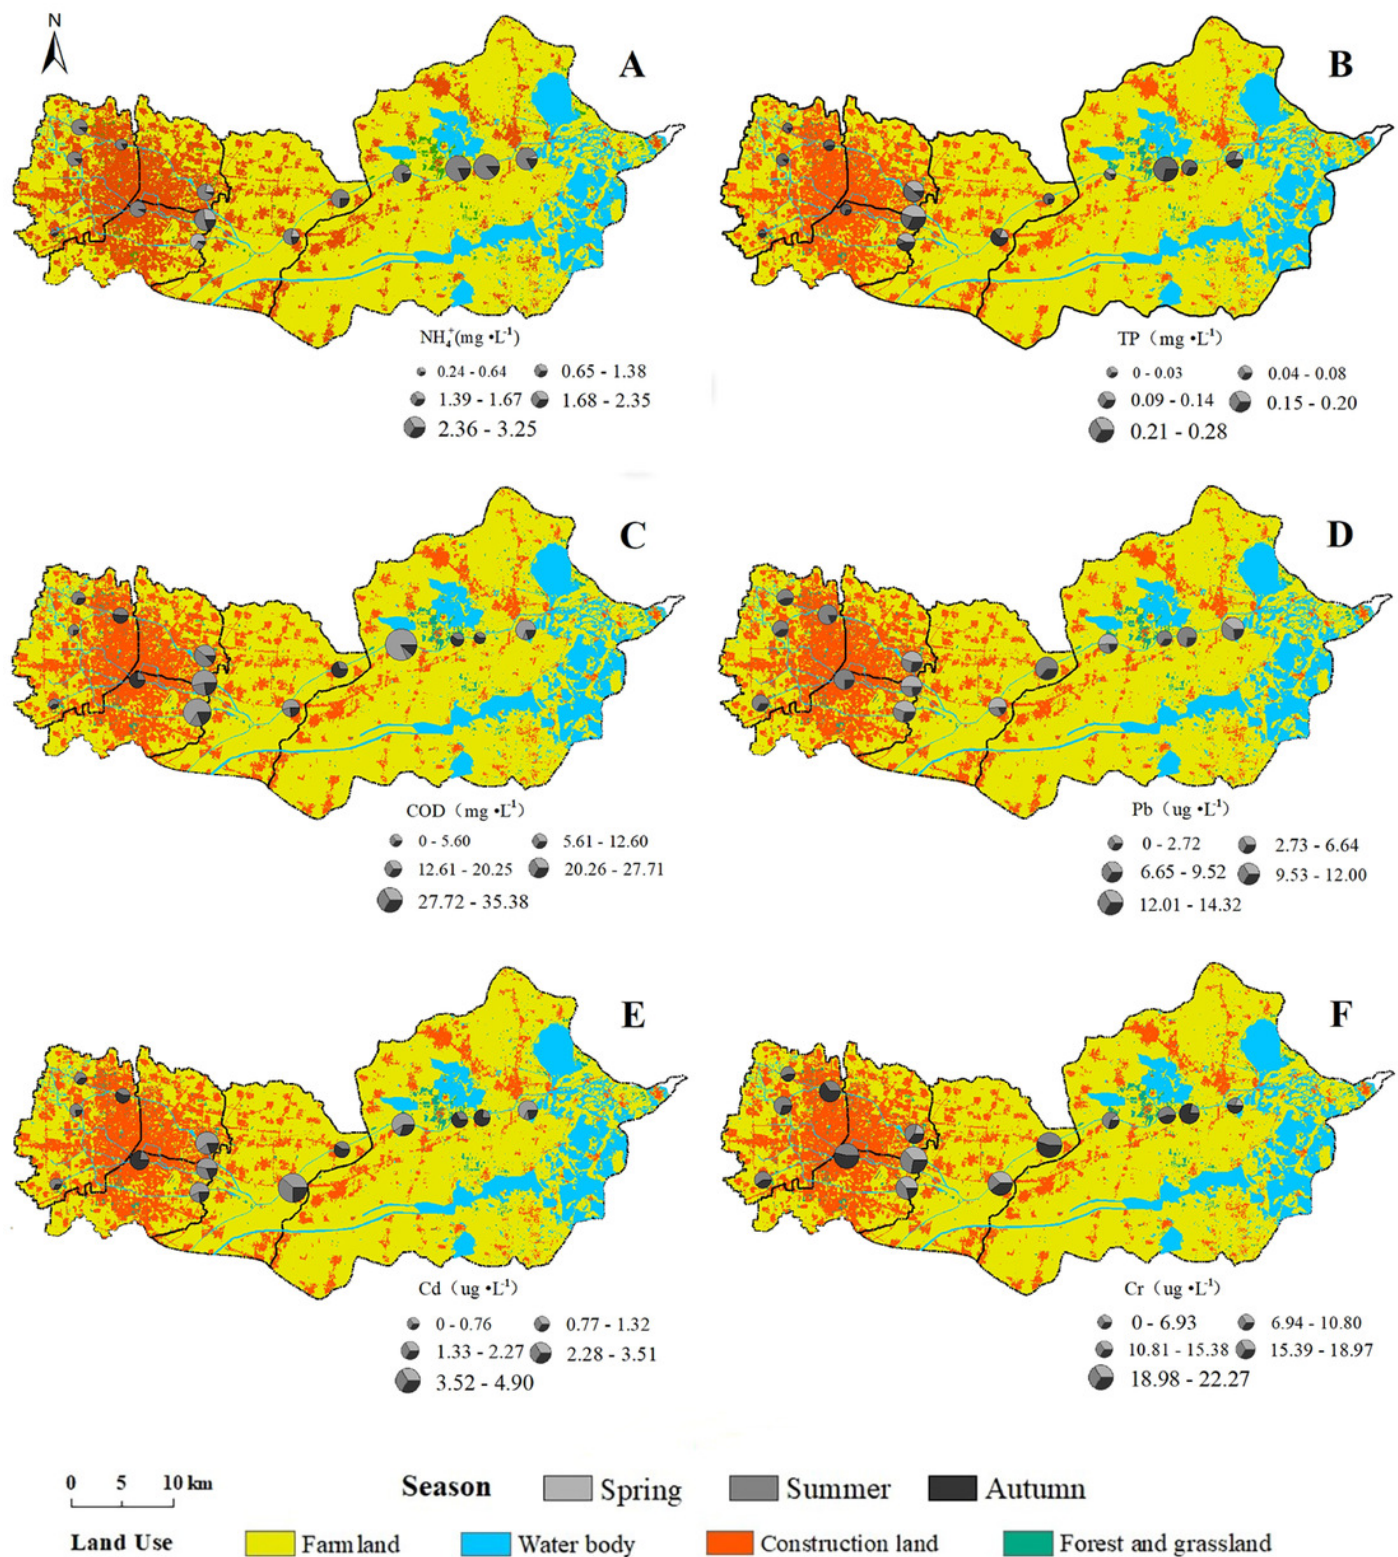 N
A
B
NH₄⁺(mg •L⁻¹)
0.24 - 0.64
0.65 - 1.38
1.39 - 1.67
1.68 - 2.35
2.36 - 3.25
TP（mg •L⁻¹）
0 - 0.03
0.04 - 0.08
0.09 - 0.14
0.15 - 0.20
0.21 - 0.28
C
D
COD（mg •L⁻¹）
0 - 5.60
5.61 - 12.60
12.61 - 20.25
20.26 - 27.71
27.72 - 35.38
Pb（ug •L⁻¹）
0 - 2.72
2.73 - 6.64
6.65 - 9.52
9.53 - 12.00
12.01 - 14.32
E
F
Cd（ug •L⁻¹）
0 - 0.76
0.77 - 1.32
1.33 - 2.27
2.28 - 3.51
3.52 - 4.90
Cr（ug •L⁻¹）
0 - 6.93
6.94 - 10.80
10.81 - 15.38
15.39 - 18.97
18.98 - 22.27
0 5 10 km
Season Spring Summer Autumn
Land Use Farmland Water body Construction land Forest and grassland